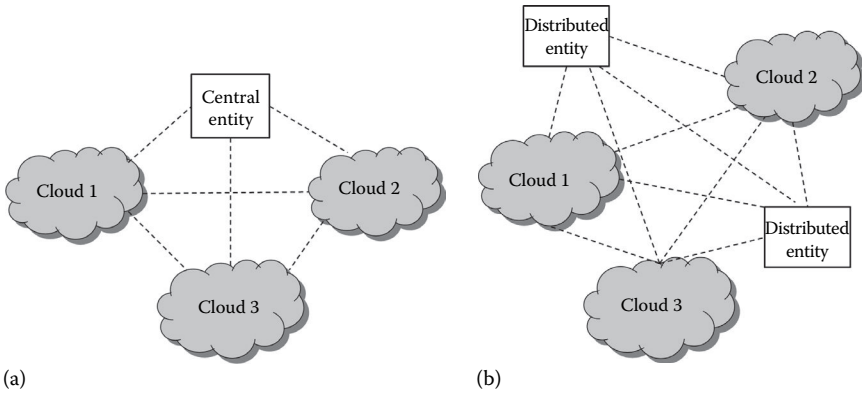 Central
entity
Cloud 1
Cloud 2
Cloud 3
(a)
Distributed
entity
Cloud 2
Cloud 1
Distributed
entity
Cloud 3
(b)